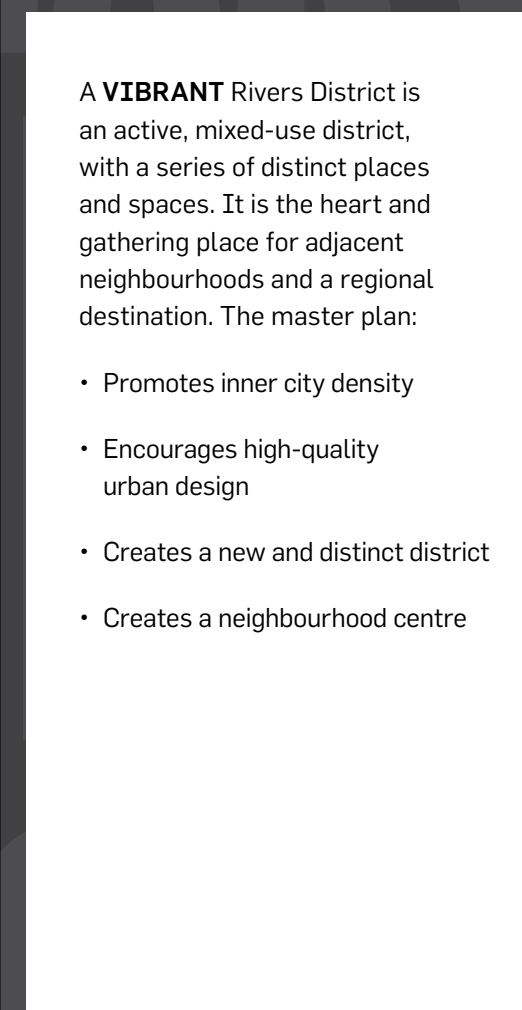 A VIBRANT Rivers District is
an active, mixed-use district,
with a series of distinct places
and spaces. It is the heart and
gathering place for adjacent
neighbourhoods and a regional
destination. The master plan:
• Promotes inner city density
• Encourages high-quality
urban design
• Creates a new and distinct district
• Creates a neighbourhood centre